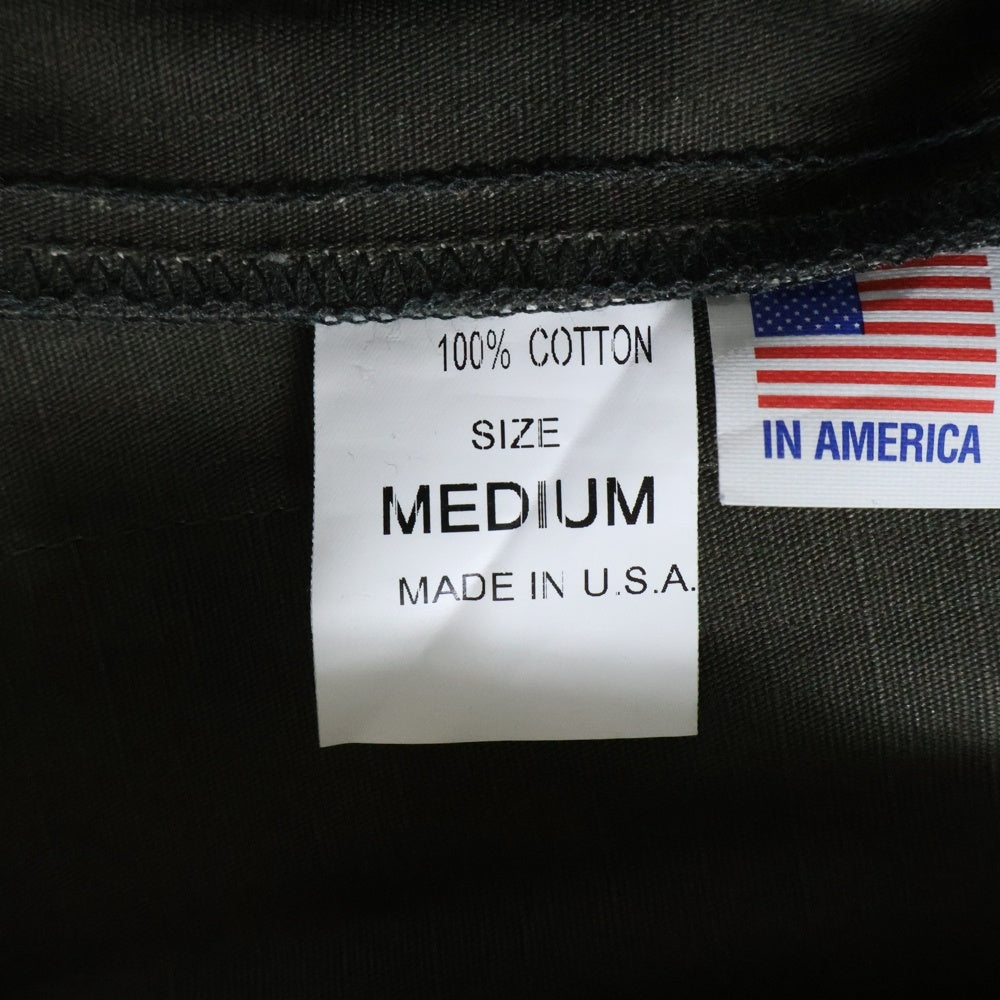 100% COTTON
SIZE
MEDIUM
MADE IN U.S.A.
IN AMERICA